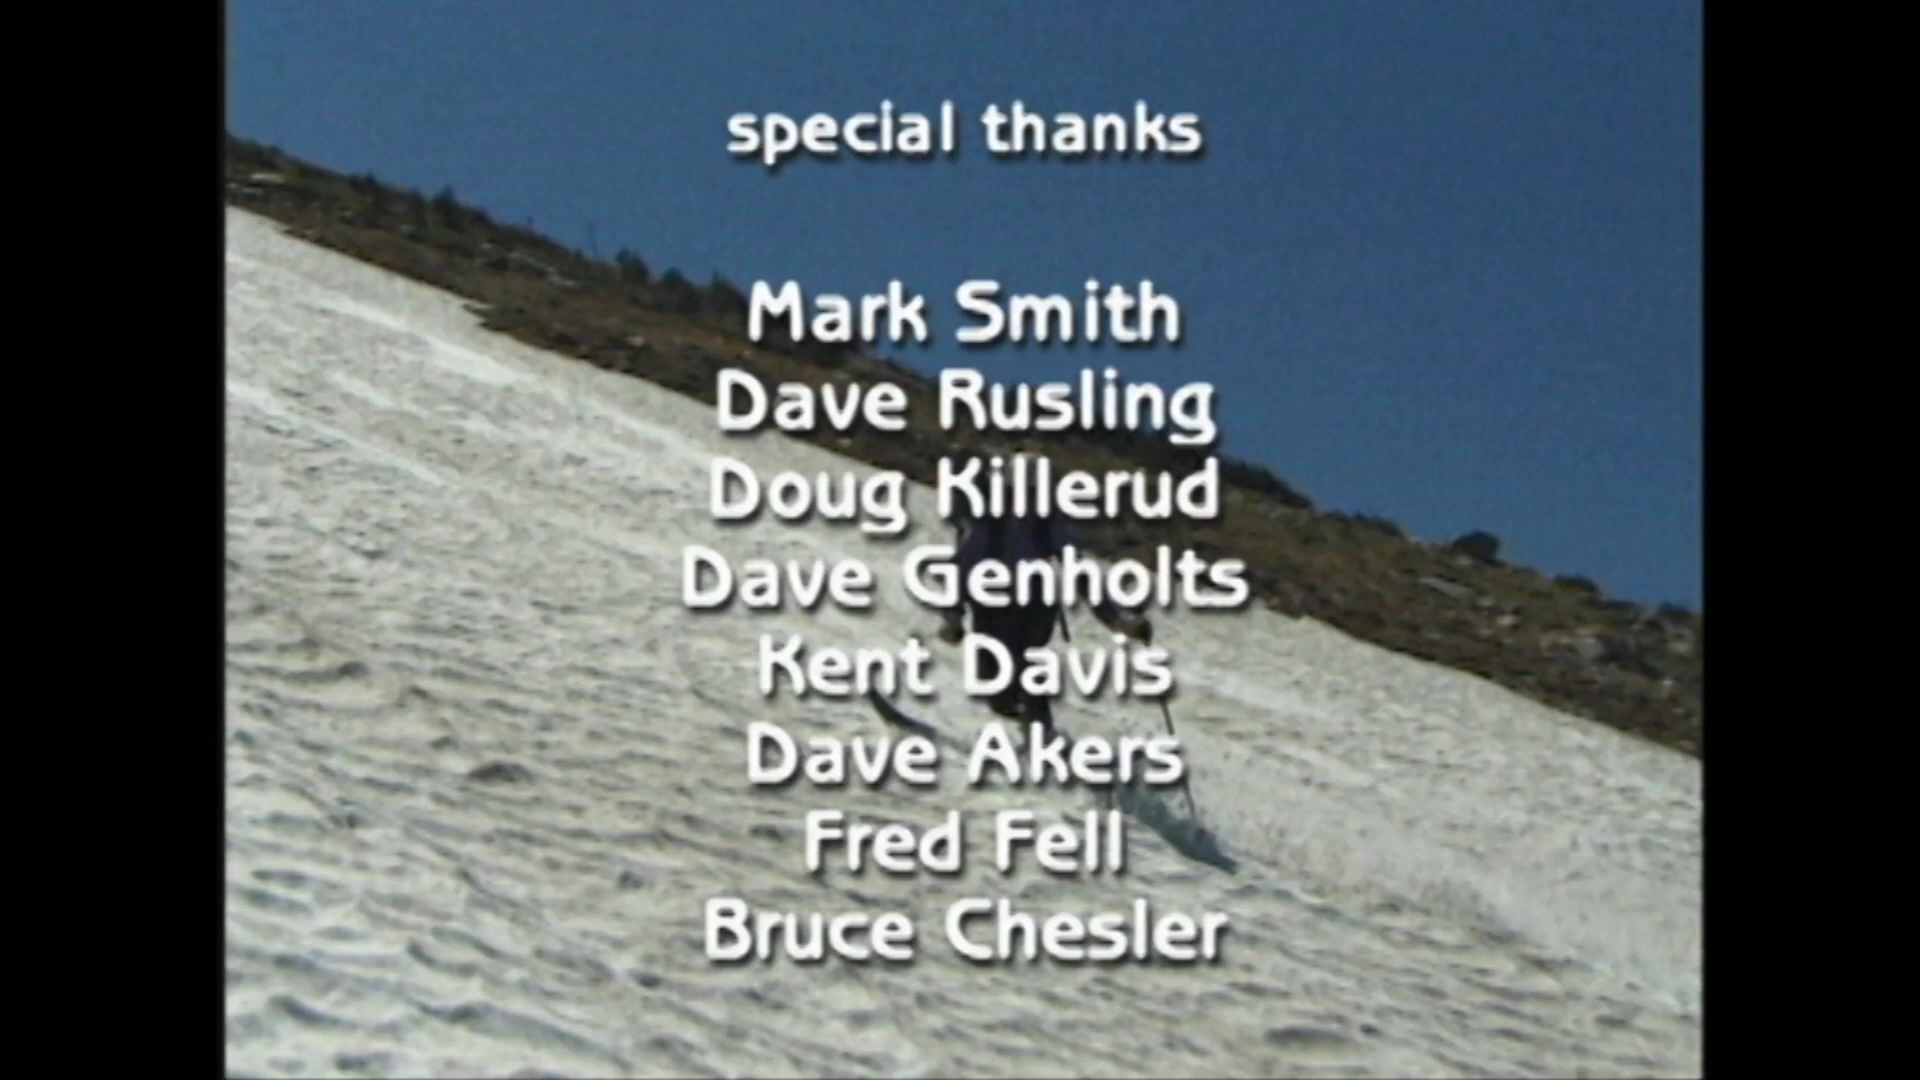 special thanks
Mark Smith
Dave Rusling
Doug Killerud
Dave Genholts
Kent Davis
Dave Akers
Fred Fell
Bruce Chesler